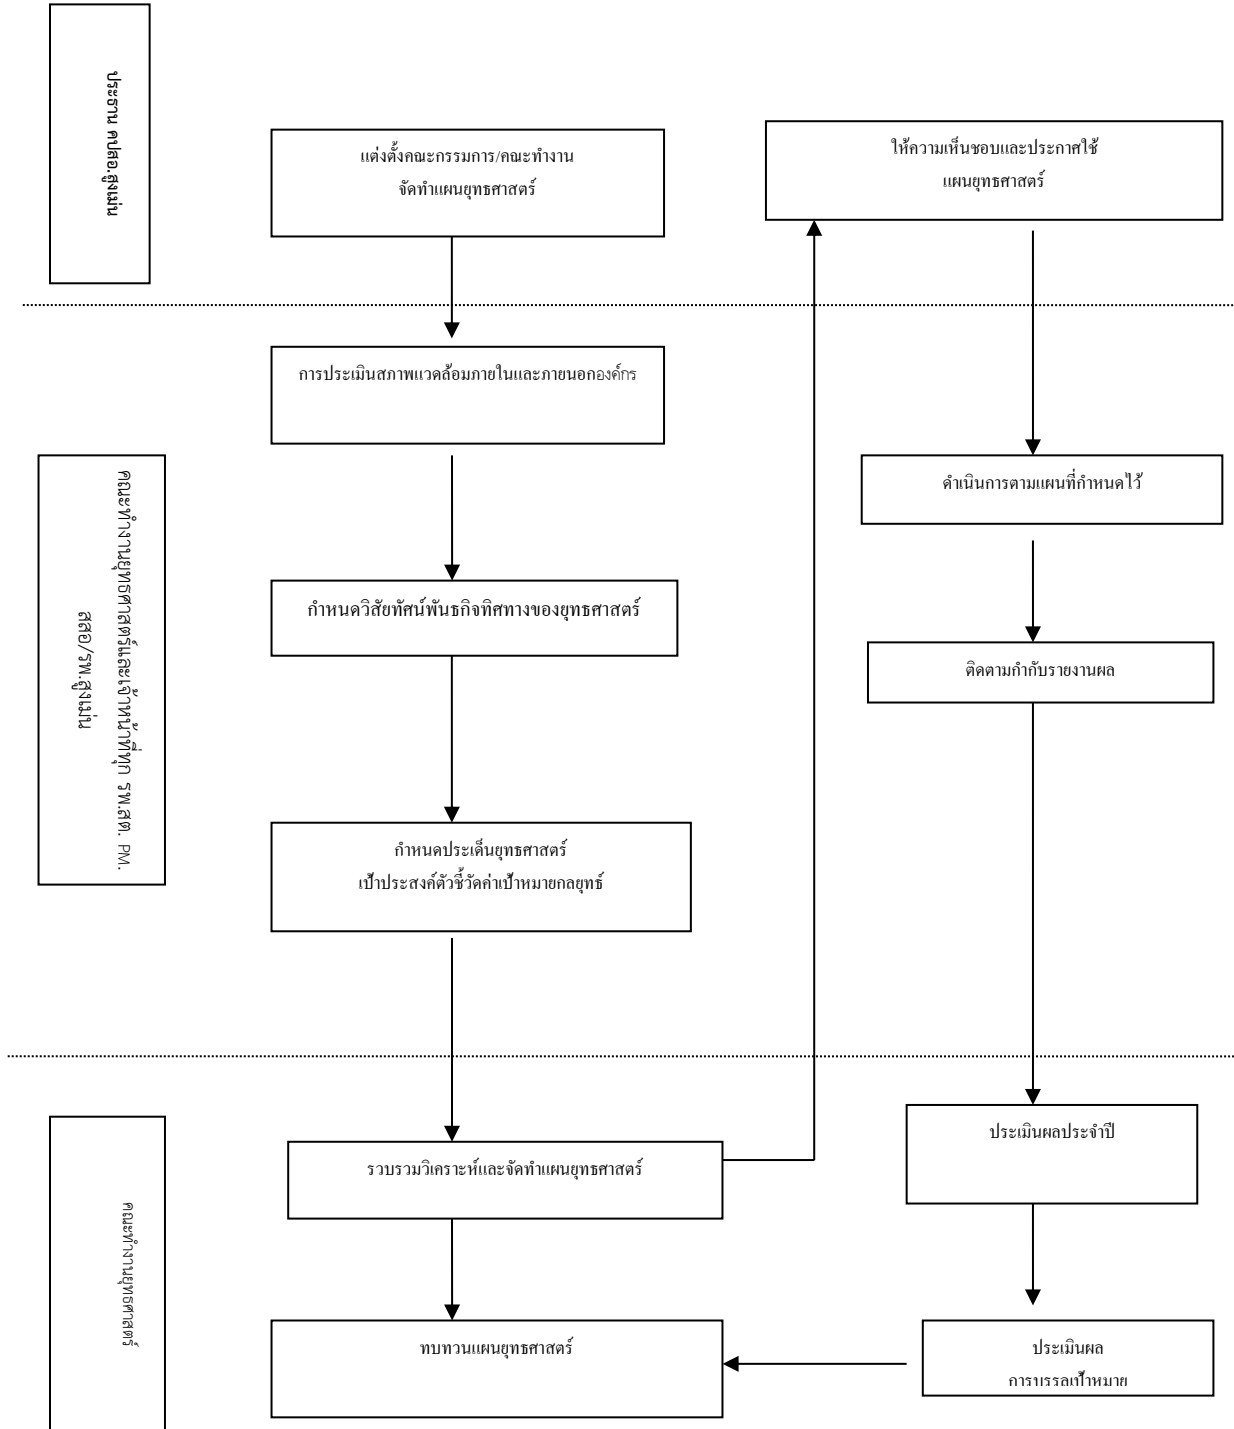 ประธาน คปสอ.สูงเม่น
แต่งตั้งคณะกรรมการ/คณะทำงาน
จัดทำแผนยุทธศาสตร์
ให้ความเห็นชอบและประกาศใช้
แผนยุทธศาสตร์
คณะทำงานยุทธศาสตร์และเจ้าหน้าที่ทุก รพ.สต. PM.
สสอ/รพ.สูงเม่น
การประเมินสภาพแวดล้อมภายในและภายนอกองค์กร
กำหนดวิสัยทัศน์พันธกิจทิศทางของยุทธศาสตร์
กำหนดประเด็นยุทธศาสตร์
เป้าประสงค์ตัวชี้วัดค่าเป้าหมายกลยุทธ์
ดำเนินการตามแผนที่กำหนดไว้
ติดตามกำกับรายงานผล
คณะทำงานยุทธศาสตร์
รวบรวมวิเคราะห์และจัดทำแผนยุทธศาสตร์
ทบทวนแผนยุทธศาสตร์
ประเมินผลประจำปี
ประเมินผล
การบรรลุเป้าหมาย